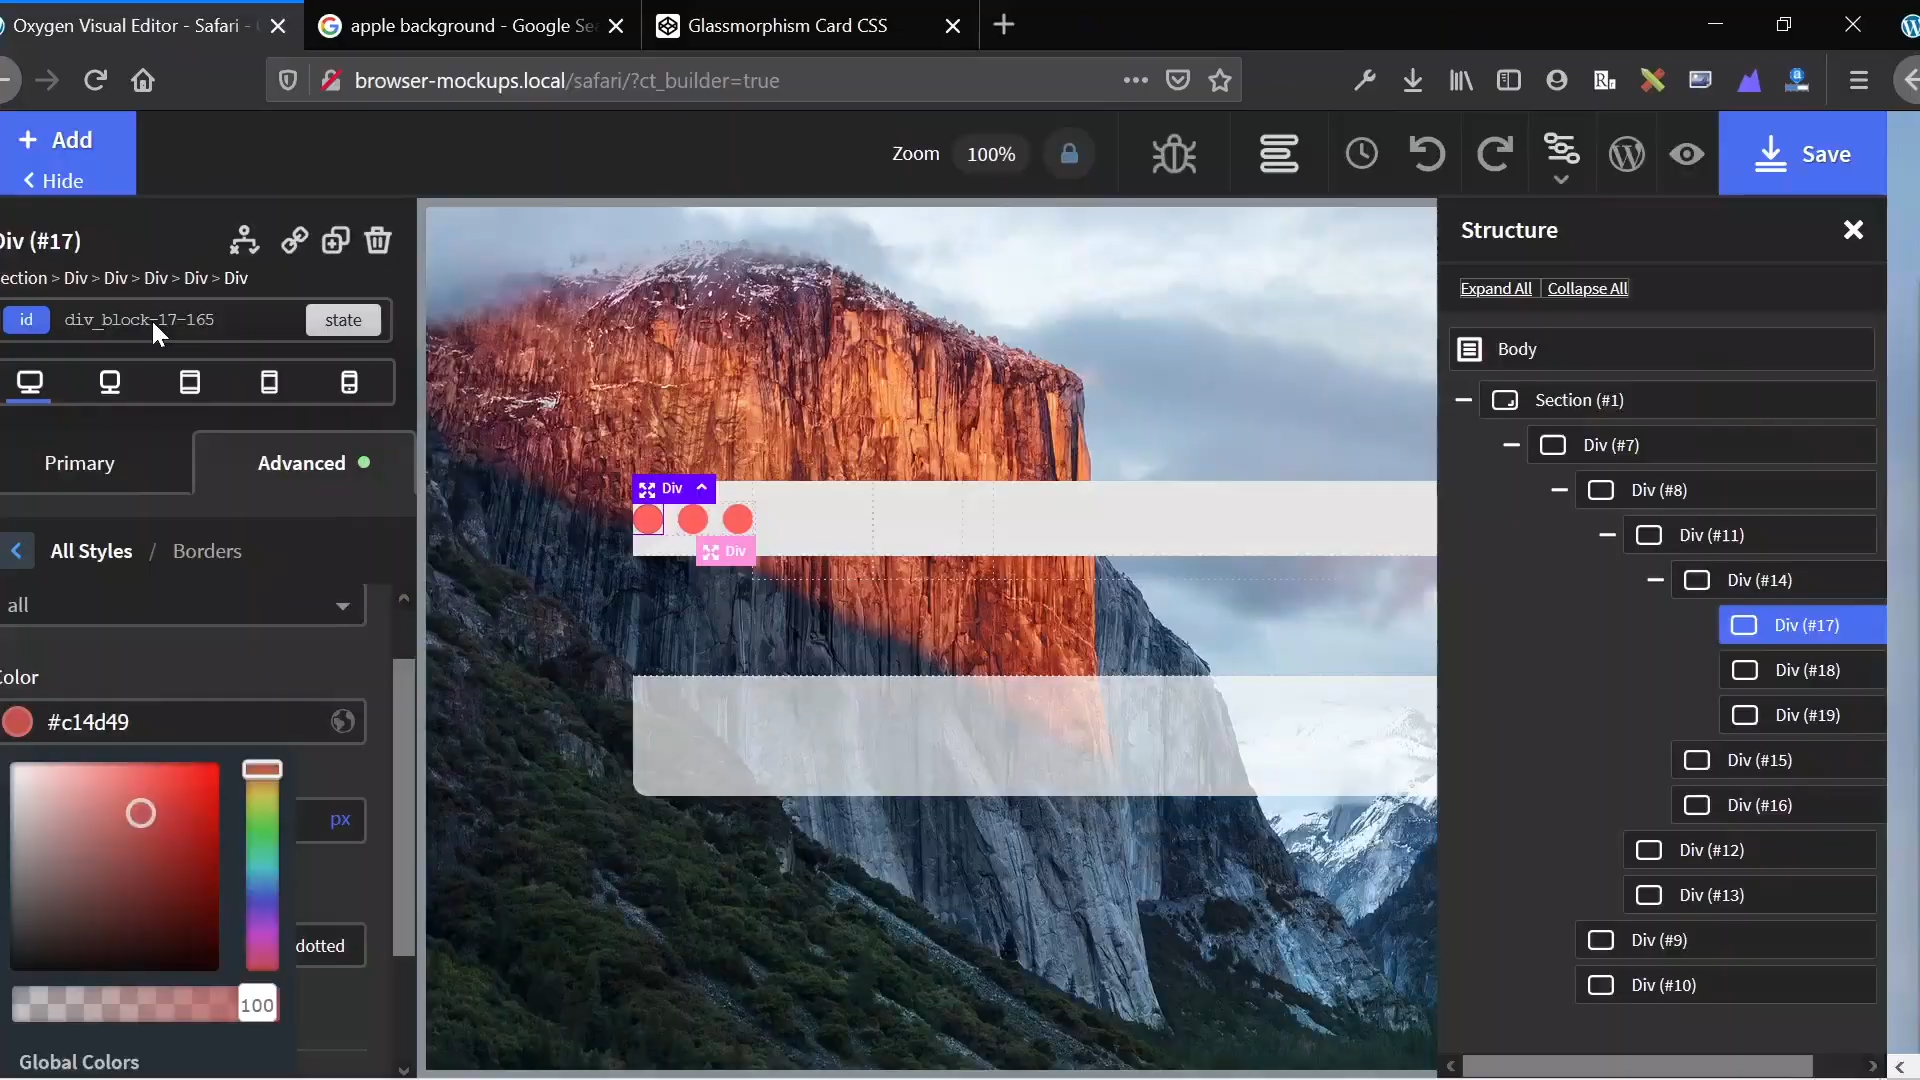 Oxygen Visual Editor - Safari -
apple background - Google Se
Glassmorphism Card CSS
browser-mockups.local/safari/?ct_builder=true
+ Add
< Hide
Zoom
100%
Save
Div (#17)
ection > Div > Div > Div > Div > Div
id
div_block-17-165
state
Primary
Advanced
All Styles / Borders
all
Color
#c14d49
px
dotted
100
Global Colors
Div
Div
Structure
Expand All
Collapse All
Body
Section (#1)
Div (#7)
Div (#8)
Div (#11)
Div (#14)
Div (#17)
Div (#18)
Div (#19)
Div (#15)
Div (#16)
Div (#12)
Div (#13)
Div (#9)
Div (#10)